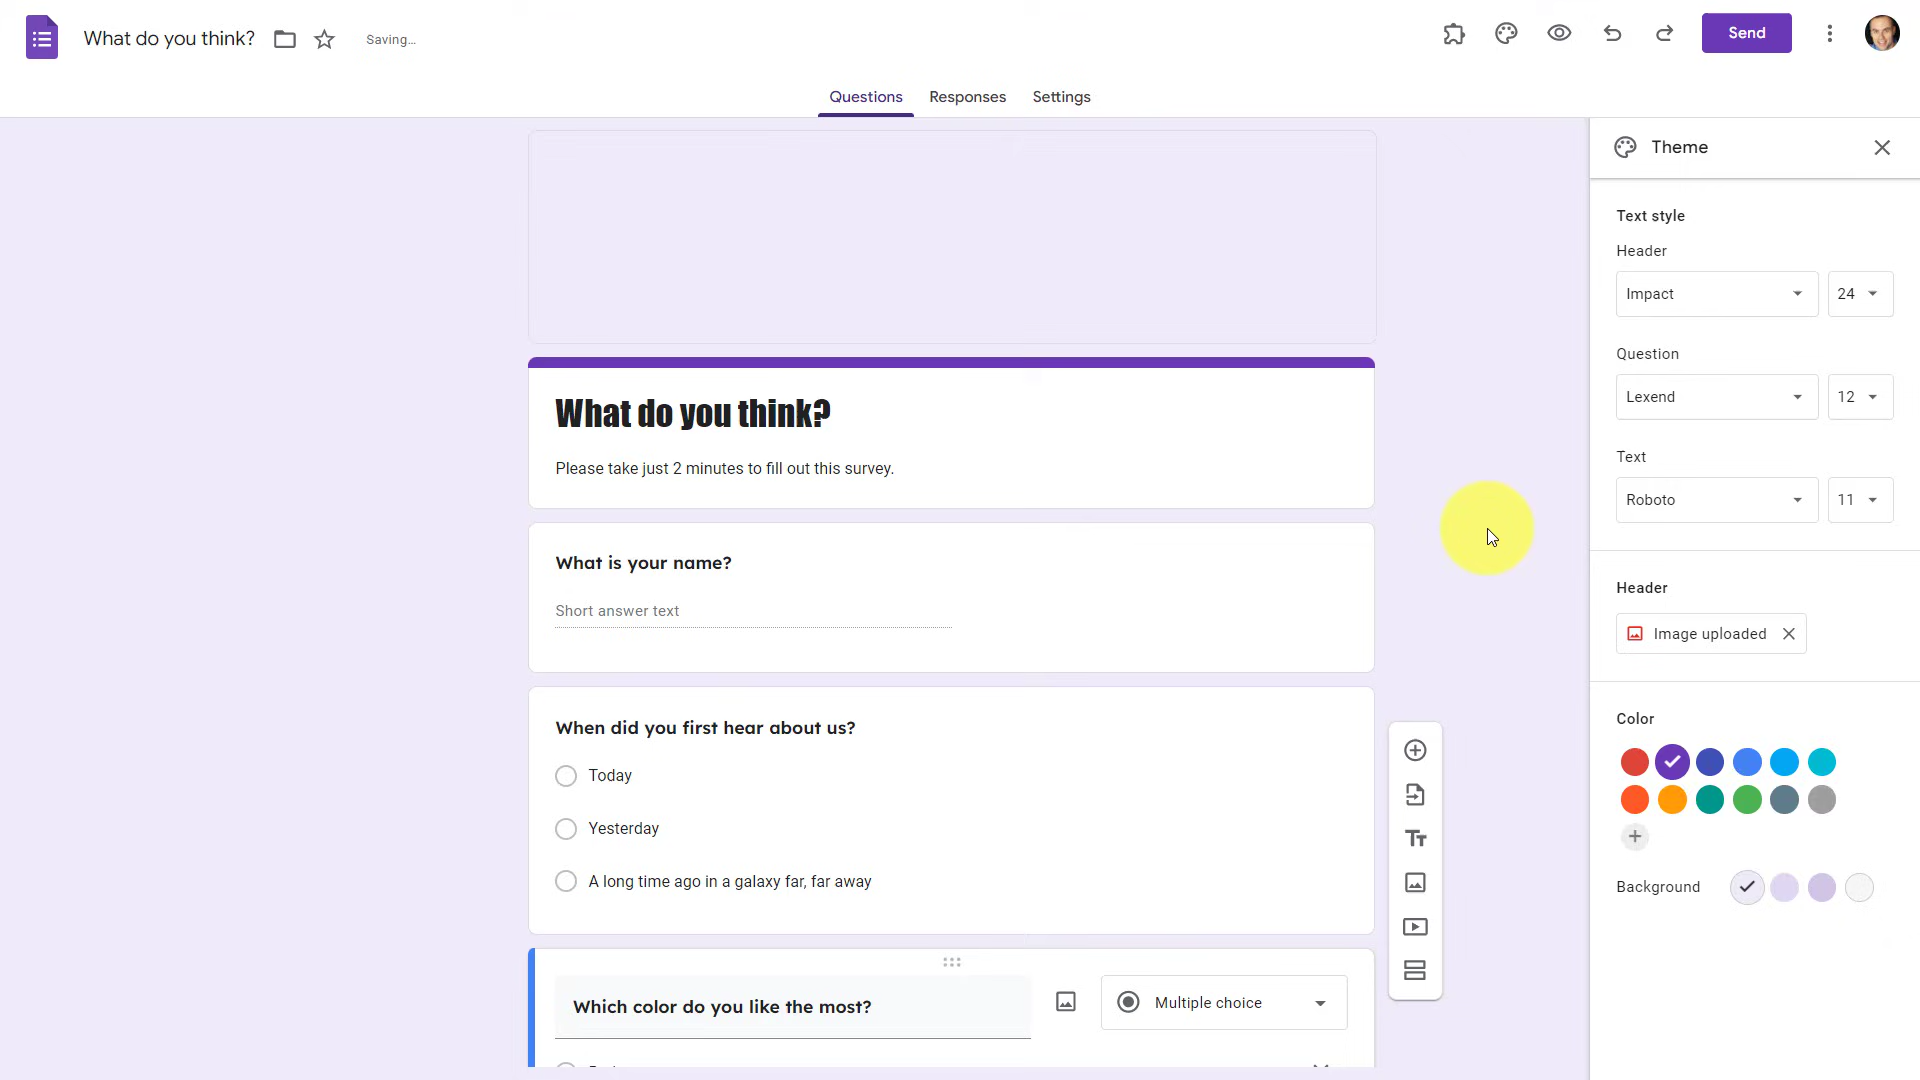 What do you think?
Saving...
Send
Questions
Responses
Settings
Theme
Text style
Header
Impact
24
Question
Lexend
12
Text
Roboto
11
Header
Image uploaded
Color
Background
What do you think?
Please take just 2 minutes to fill out this survey.
What is your name?
Short answer text
When did you first hear about us?
Today
Yesterday
A long time ago in a galaxy far, far away
Which color do you like the most?
Multiple choice